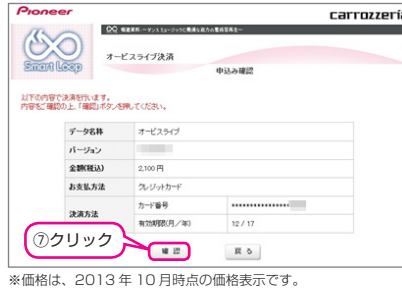 Pioneer
carrozzeria
Smart Loop
オービスライブ決済
申込み確認
以下の内容で決済を行います。
内容をご確認の上、「確認」ボタンを押してください。
データ名称 オービスライブ
バージョン
金額(税込) 2,100 円
お支払方法 クレジットカード
決済方法 カード番号 ****************
有効期限(月／年) 12 / 17
⑦クリック
確 認 戻 る
※価格は、2013 年 10 月時点の価格表示です。